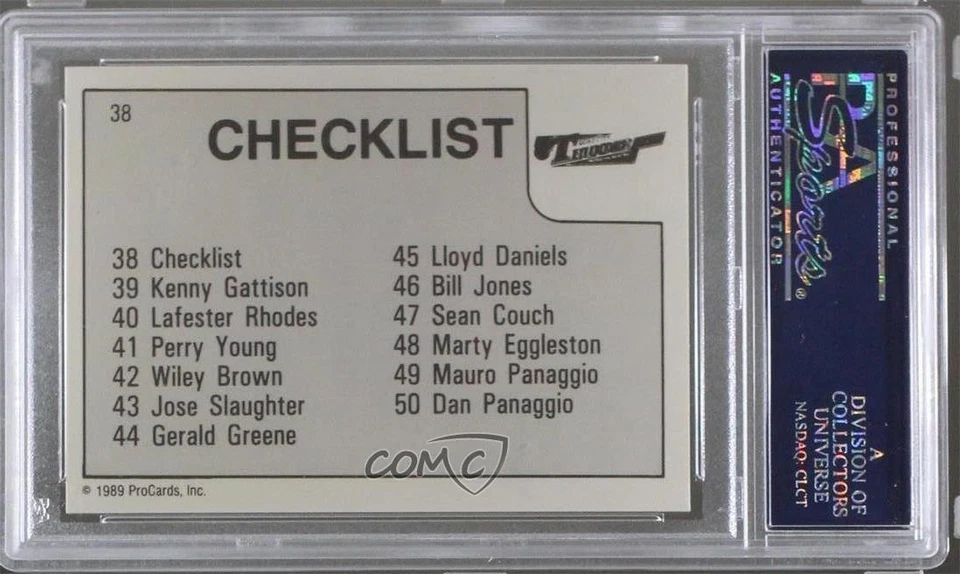 38
CHECKLIST
38 Checklist
39 Kenny Gattison
40 Lafester Rhodes
41 Perry Young
42 Wiley Brown
43 Jose Slaughter
44 Gerald Greene
45 Lloyd Daniels
46 Bill Jones
47 Sean Couch
48 Marty Eggleston
49 Mauro Panaggio
50 Dan Panaggio
© 1989 ProCards, Inc.
COMC
PROFESSIONAL
PSA
Sports®
AUTHENTICATOR
A
DIVISION OF
COLLECTORS
UNIVERSE
NASDAQ: CLCT